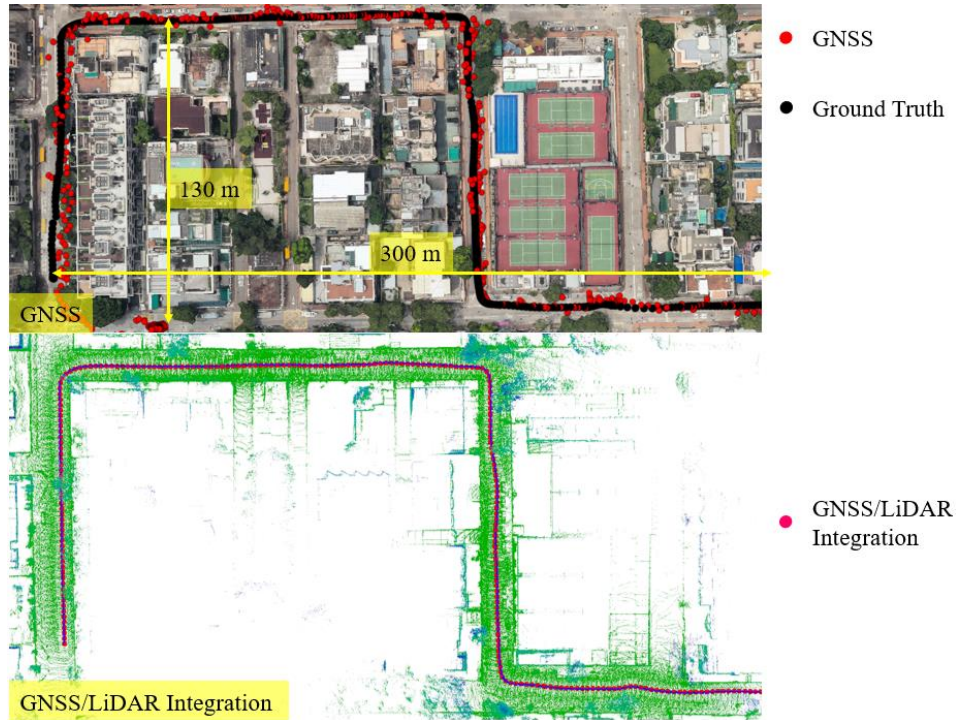 GNSS
Ground Truth
130 m
300 m
GNSS
GNSS/LiDAR
Integration
GNSS/LiDAR Integration